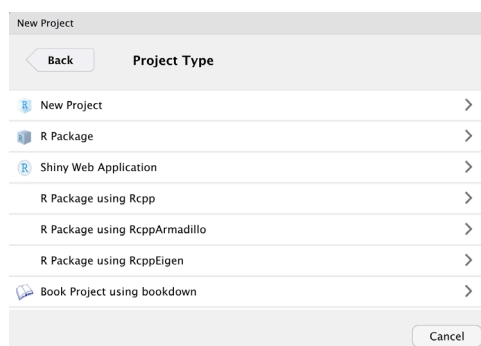 New Project
Back
Project Type
New Project
R Package
Shiny Web Application
R Package using Rcpp
R Package using RcppArmadillo
R Package using RcppEigen
Book Project using bookdown
Cancel